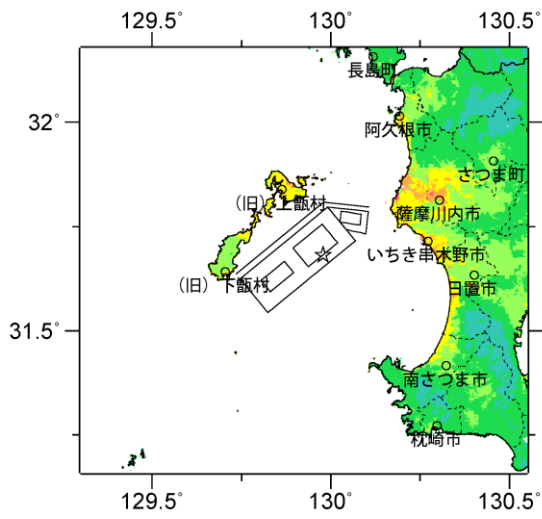 129.5 130 130.5
長島町
32
阿久根市
さつま町
（旧）上甑村
薩摩川内市
いちき串木野市
（旧）下甑村
日置市
31.5
南さつま市
枕崎市
129.5 130 130.5